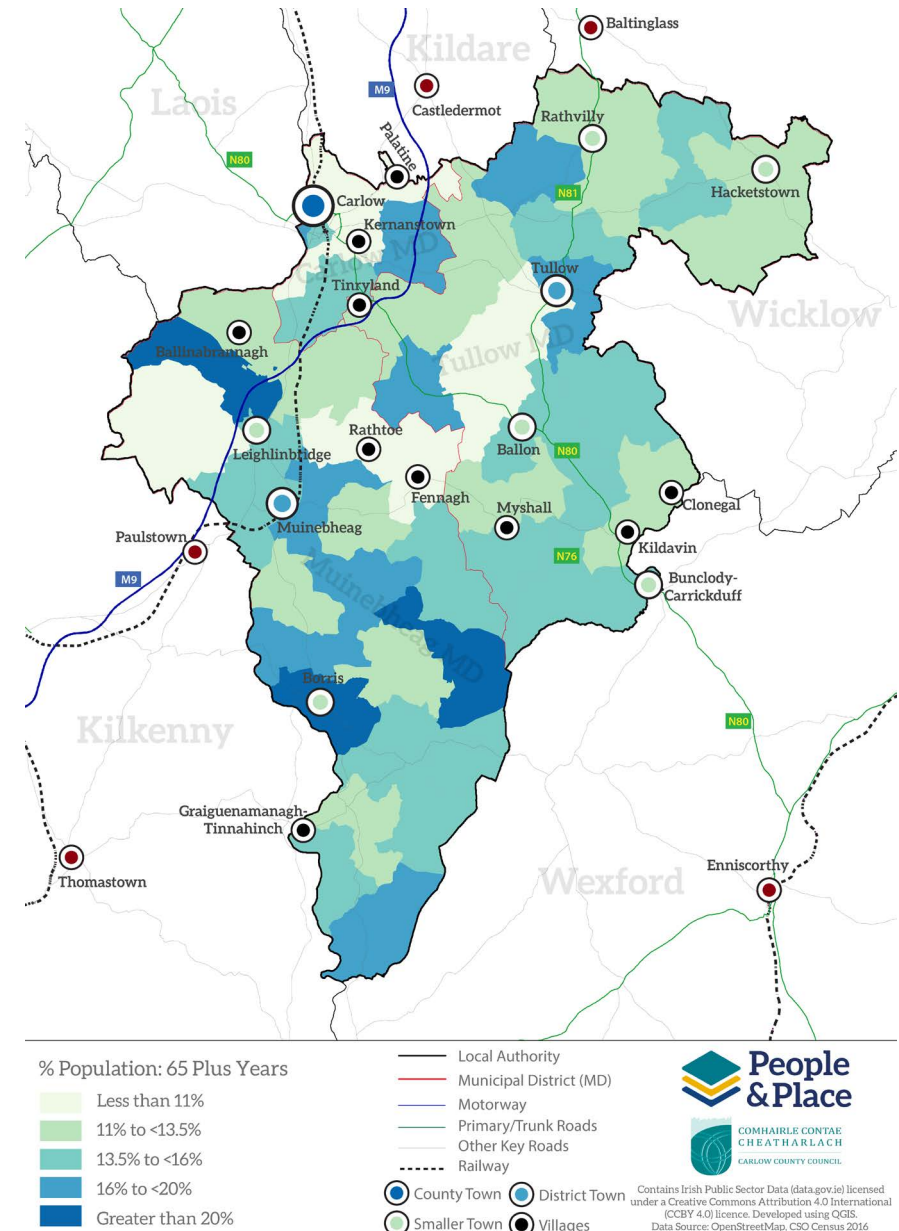 Baltinglass
Kildare
M9
Castledermot
Laois
Rathvilly
Palatine
N80
Hacketstown
N81
Carlow
Kernanstown
Carlow MD
Tullow
Tinryland
Wicklow
Tullow MD
Ballinabrannagh
Rathtoe
Ballon
N80
Leighlinbridge
Fennagh
Clonegal
Myshall
Muinebheag
Paulstown
Kildavin
N76
M9
Bunclody-
Carrickduff
Muinebheag MD
Borris
N80
Kilkenny
Graiguenamanagh-
Tinnahinch
Enniscorthy
Wexford
Thomastown
% Population: 65 Plus Years
Less than 11%
11% to <13.5%
13.5% to <16%
16% to <20%
Greater than 20%
Local Authority
Municipal District (MD)
Motorway
Primary/Trunk Roads
Other Key Roads
Railway
County Town
District Town
Smaller Town
Villages
People
& Place
COMHAIRLE CONTAE
CHEATHARLACH
CARLOW COUNTY COUNCIL
Contains Irish Public Sector Data (data.gov.ie) licensed
under a Creative Commons Attribution 4.0 International
(CCBY 4.0) licence. Developed using QGIS.
Data Source: OpenStreetMap, CSO Census 2016